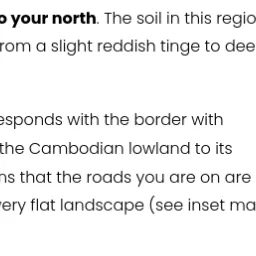 o your north. The soil in this regio
rom a slight reddish tinge to dee
esponds with the border with
the Cambodian lowland to its
ns that the roads you are on are
very flat landscape (see inset ma